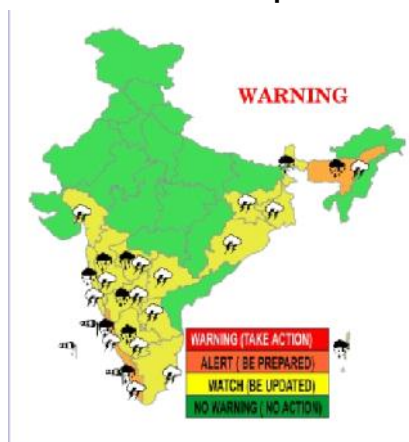 WARNING
WARNING (TAKE ACTION)
ALERT ( BE PREPARED)
WATCH (BE UPDATED)
NO WARNING ( NO ACTION)